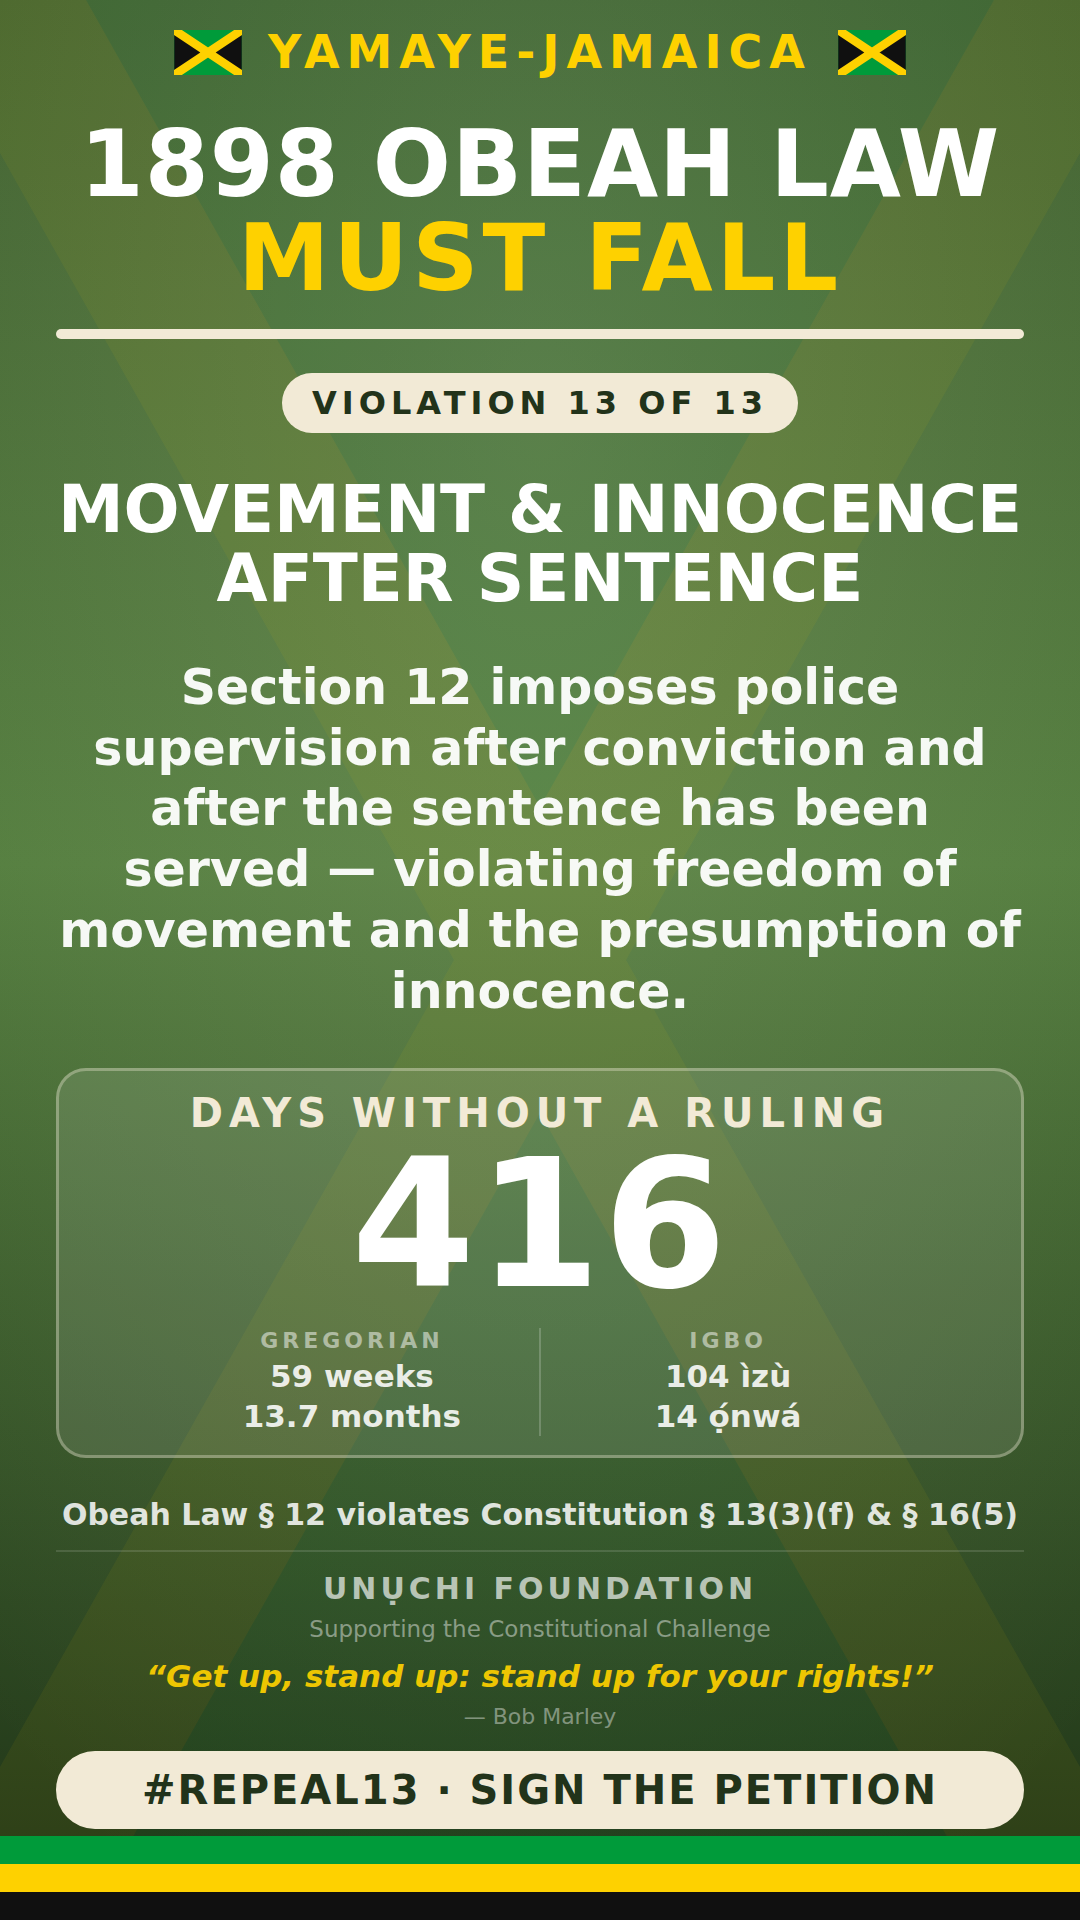 YAMAYE-JAMAICA
1898 OBEAH LAW
MUST FALL
VIOLATION 13 OF 13
MOVEMENT & INNOCENCE
AFTER SENTENCE
Section 12 imposes police
supervision after conviction and
after the sentence has been
served — violating freedom of
movement and the presumption of
innocence.
DAYS WITHOUT A RULING
416
GREGORIAN
59 weeks
13.7 months
IGBO
104 ìzù
14 ọ́nwá
Obeah Law § 12 violates Constitution § 13(3)(f) & § 16(5)
UNỤCHI FOUNDATION
Supporting the Constitutional Challenge
“Get up, stand up: stand up for your rights!”
— Bob Marley
#REPEAL13 · SIGN THE PETITION